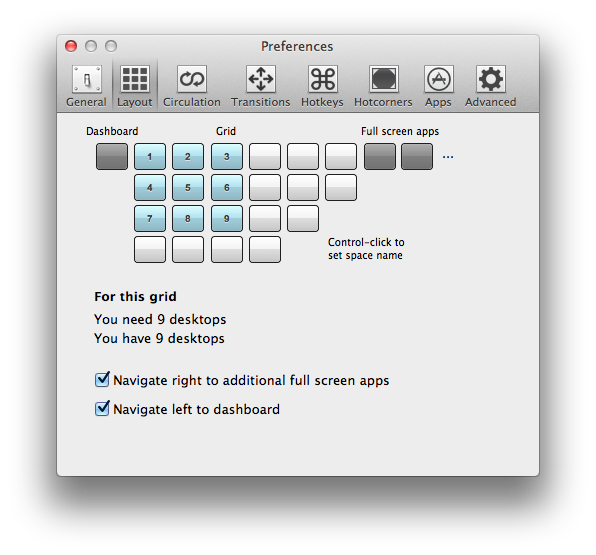 Preferences
General Layout Circulation Transitions Hotkeys Hotcorners Apps Advanced
Dashboard Grid Full screen apps
1 2 3 ...
4 5 6
7 8 9
Control-click to
set space name
For this grid
You need 9 desktops
You have 9 desktops
Navigate right to additional full screen apps
Navigate left to dashboard